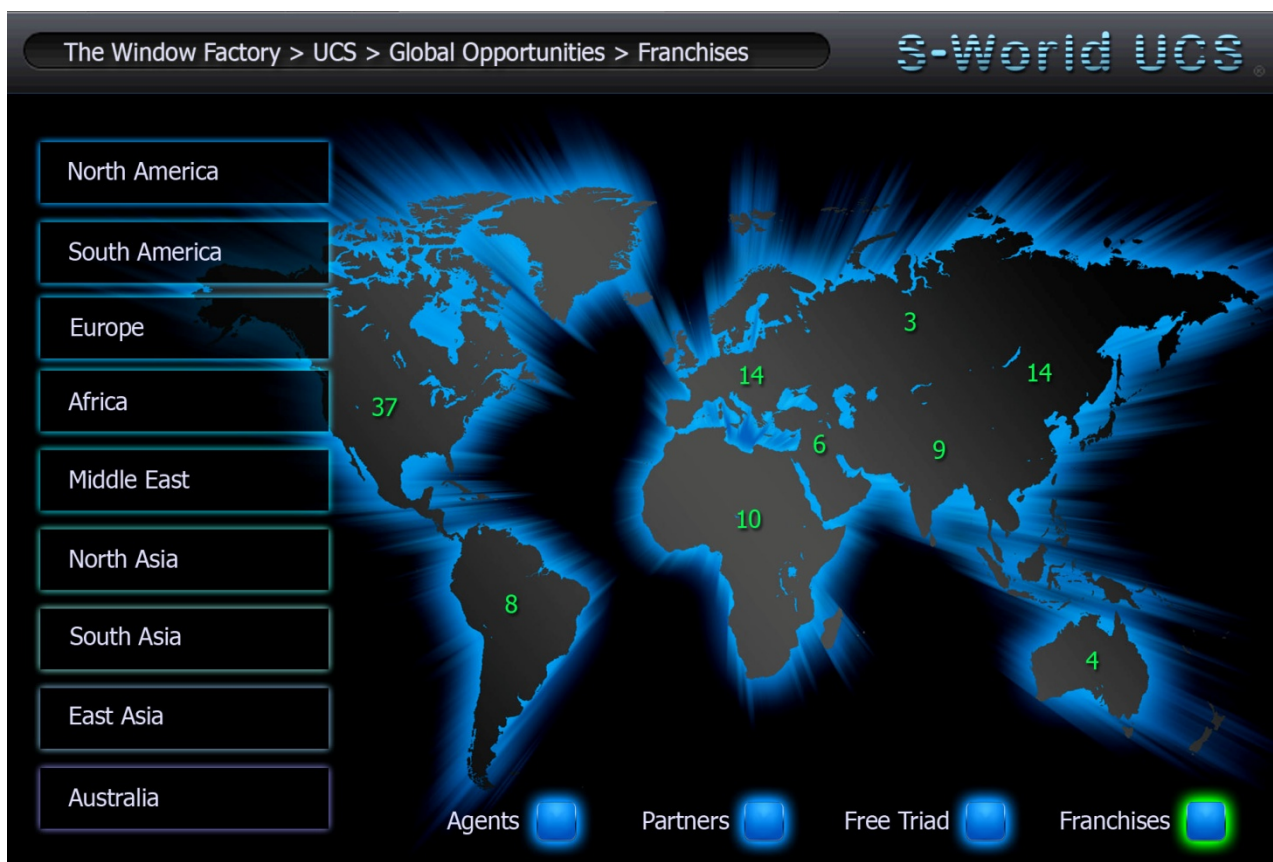 The Window Factory > UCS > Global Opportunities > Franchises
S-World UCS
North America
South America
Europe
Africa
Middle East
North Asia
South Asia
East Asia
Australia
3
14
14
37
6
9
10
8
4
Agents
Partners
Free Triad
Franchises